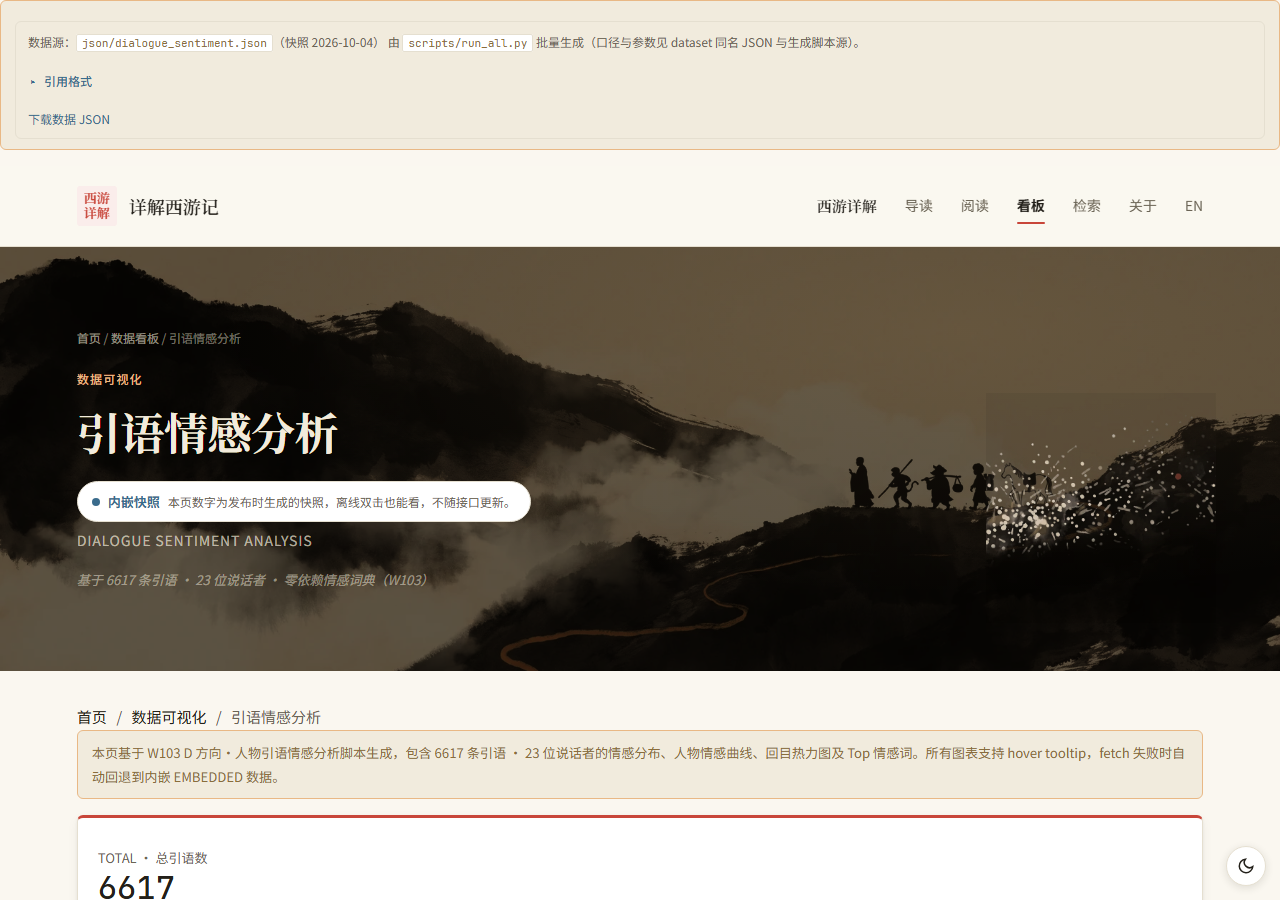 数据源： json/dialogue_sentiment.json （快照 2026-10-04） 由 scripts/run_all.py 批量生成（口径与参数见 dataset 同名 JSON 与生成脚本源）。
引用格式
下载数据 JSON
西游详解
详解西游记
西游详解 导读 阅读 看板 检索 关于 EN
首页 / 数据看板 / 引语情感分析
数据可视化
引语情感分析
内嵌快照 本页数字为发布时生成的快照，离线双击也能看，不随接口更新。
DIALOGUE SENTIMENT ANALYSIS
基于 6617 条引语 · 23 位说话者 · 零依赖情感词典（W103）
首页 / 数据可视化 / 引语情感分析
本页基于 W103 D 方向·人物引语情感分析脚本生成，包含 6617 条引语 · 23 位说话者的情感分布、人物情感曲线、回目热力图及 Top 情感词。所有图表支持 hover tooltip，fetch 失败时自
动回退到内嵌 EMBEDDED 数据。
TOTAL · 总引语数
6617